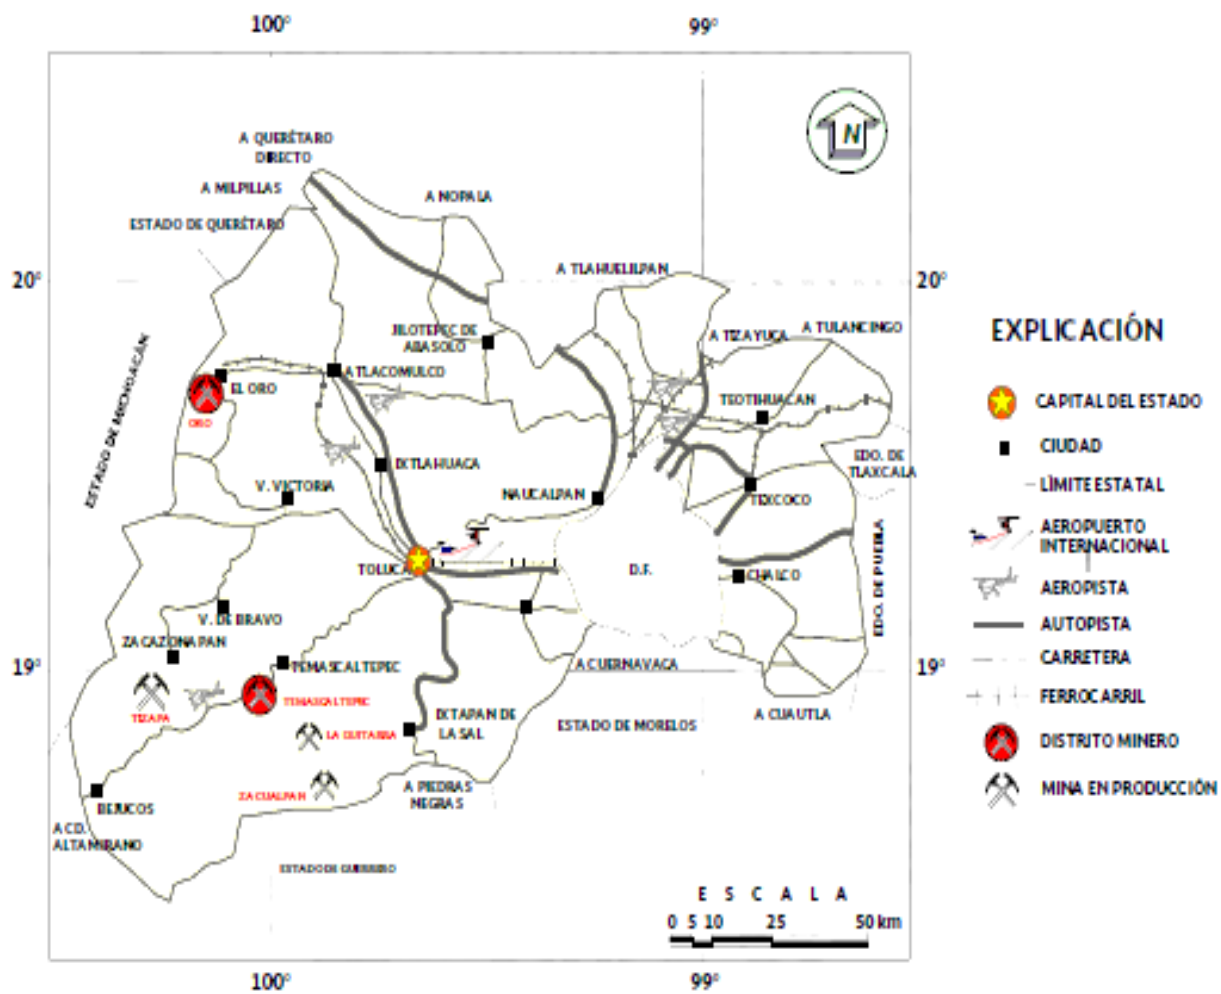 100° 99°
A QUERÉTARO
DIRECTO
A MILPILLAS
A NOPALA
ESTADO DE QUERÉTARO
20° 20°
A TLAHUELILPAN
JILOTEPEC DE
ABASOLO
A TIZAYUCA
A TULANCINGO
ESTADO DE MICHOACÁN
ATLACOMULCO
EL ORO
ORO
TEOTIHUACAN
EDO. DE
TLAXCALA
IXTLAHUACA
V. VICTORIA
NAUCALPAN
TEXCOCO
TOLUCA
D.F.
CHALCO
EDO. DE PUEBLA
V. DE BRAVO
ZACAZONAPAN
TEMASCALTEPEC
A CUERNAVACA
19° 19°
TIZAPA
TEMASCALTEPEC
IXTAPAN DE
LA SAL
LA GUITARRA
ESTADO DE MORELOS
A CUAUTLA
ZACUALPAN
A PIEDRAS
NEGRAS
BEJUCOS
A CD.
ALTAMIRANO
ESTADO DE GUERRERO
E S C A L A
0 5 10 25 50 km
100° 99°
N
EXPLICACIÓN
CAPITAL DEL ESTADO
CIUDAD
LÌMITE ESTATAL
AEROPUERTO
INTERNACIONAL
AEROPISTA
AUTOPISTA
CARRETERA
FERROCARRIL
DISTRITO MINERO
MINA EN PRODUCCIÓN